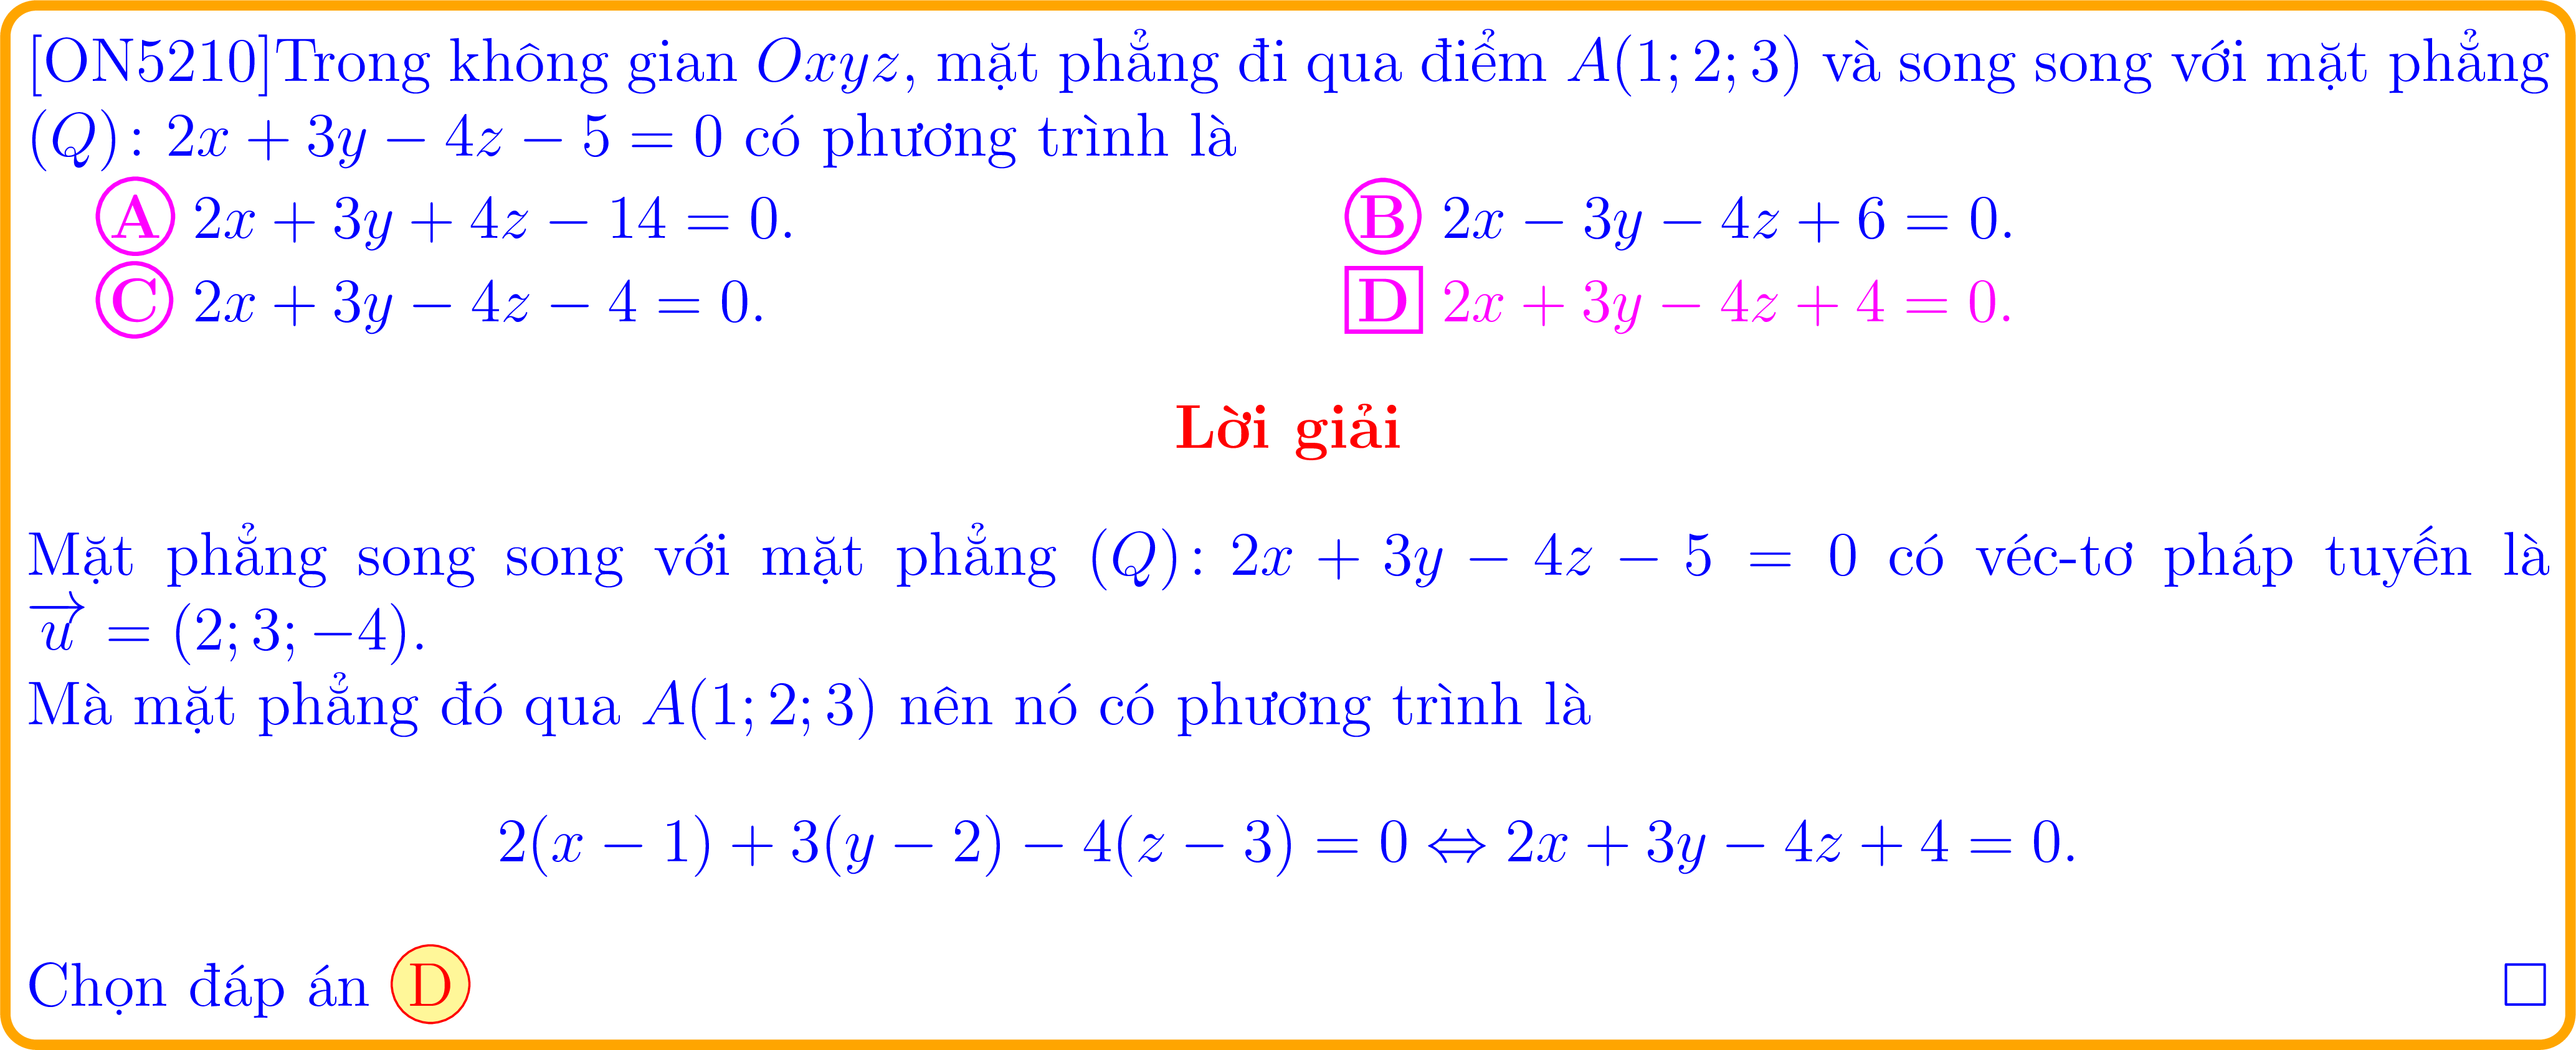 [ON5210]Trong không gian Oxyz, mặt phẳng đi qua điểm A(1; 2; 3) và song song với mặt phẳng
(Q): 2x + 3y − 4z − 5 = 0 có phương trình là
A 2x + 3y + 4z − 14 = 0. B 2x − 3y − 4z + 6 = 0.
C 2x + 3y − 4z − 4 = 0. D 2x + 3y − 4z + 4 = 0.
Lời giải
Mặt phẳng song song với mặt phẳng (Q): 2x + 3y − 4z − 5 = 0 có véc-tơ pháp tuyến là
u⃗ = (2; 3; −4).
Mà mặt phẳng đó qua A(1; 2; 3) nên nó có phương trình là
2(x − 1) + 3(y − 2) − 4(z − 3) = 0 ⇔ 2x + 3y − 4z + 4 = 0.
Chọn đáp án D □